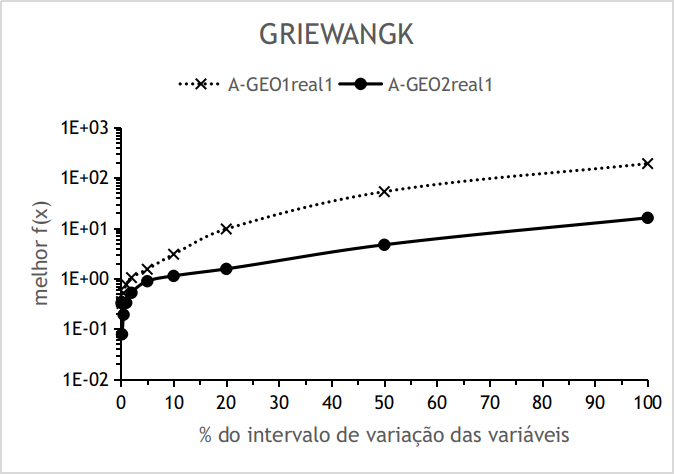 GRIEWANGK
A-GEO1real1 A-GEO2real1
melhor f(x)
1E+03
1E+02
1E+01
1E+00
1E-01
1E-02
0 10 20 30 40 50 60 70 80 90 100
% do intervalo de variação das variáveis